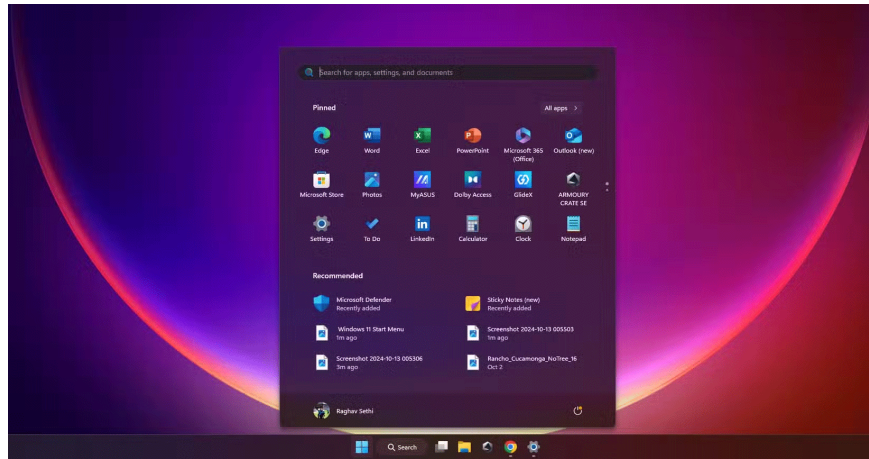 Search for apps, settings, and documents
Pinned
All apps >
Edge
Word
Excel
PowerPoint
Microsoft 365
(Office)
Outlook (new)
Microsoft Store
Photos
MyASUS
Dolby Access
GlideX
ARMOURY
CRATE SE
Settings
To Do
LinkedIn
Calculator
Clock
Notepad
Recommended
Microsoft Defender
Recently added
Sticky Notes (new)
Recently added
Windows 11 Start Menu
1m ago
Screenshot 2024-10-13 005503
1m ago
Screenshot 2024-10-13 005306
3m ago
Rancho_Cucamonga_NoTree_16
Oct 2
Raghav Sethi
Search